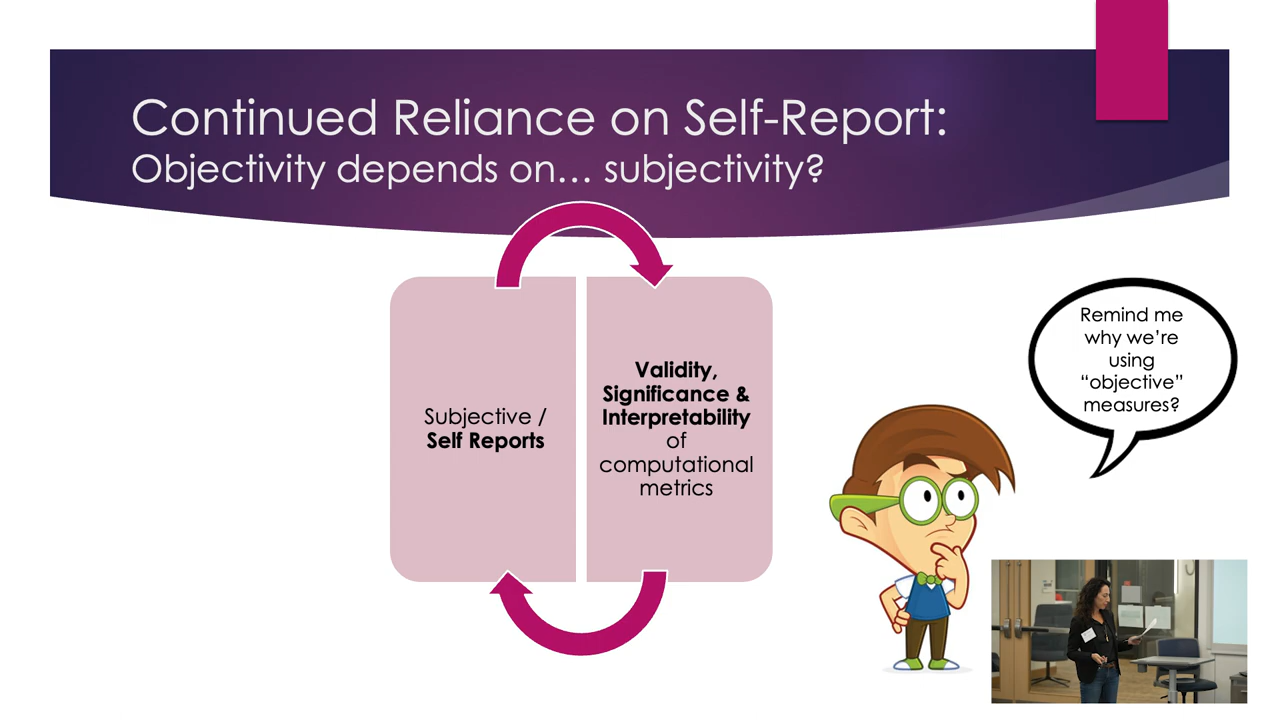 Continued Reliance on Self-Report:
Objectivity depends on… subjectivity?
Subjective /
Self Reports
Validity,
Significance &
Interpretability
of
computational
metrics
Remind me
why we’re
using
“objective”
measures?